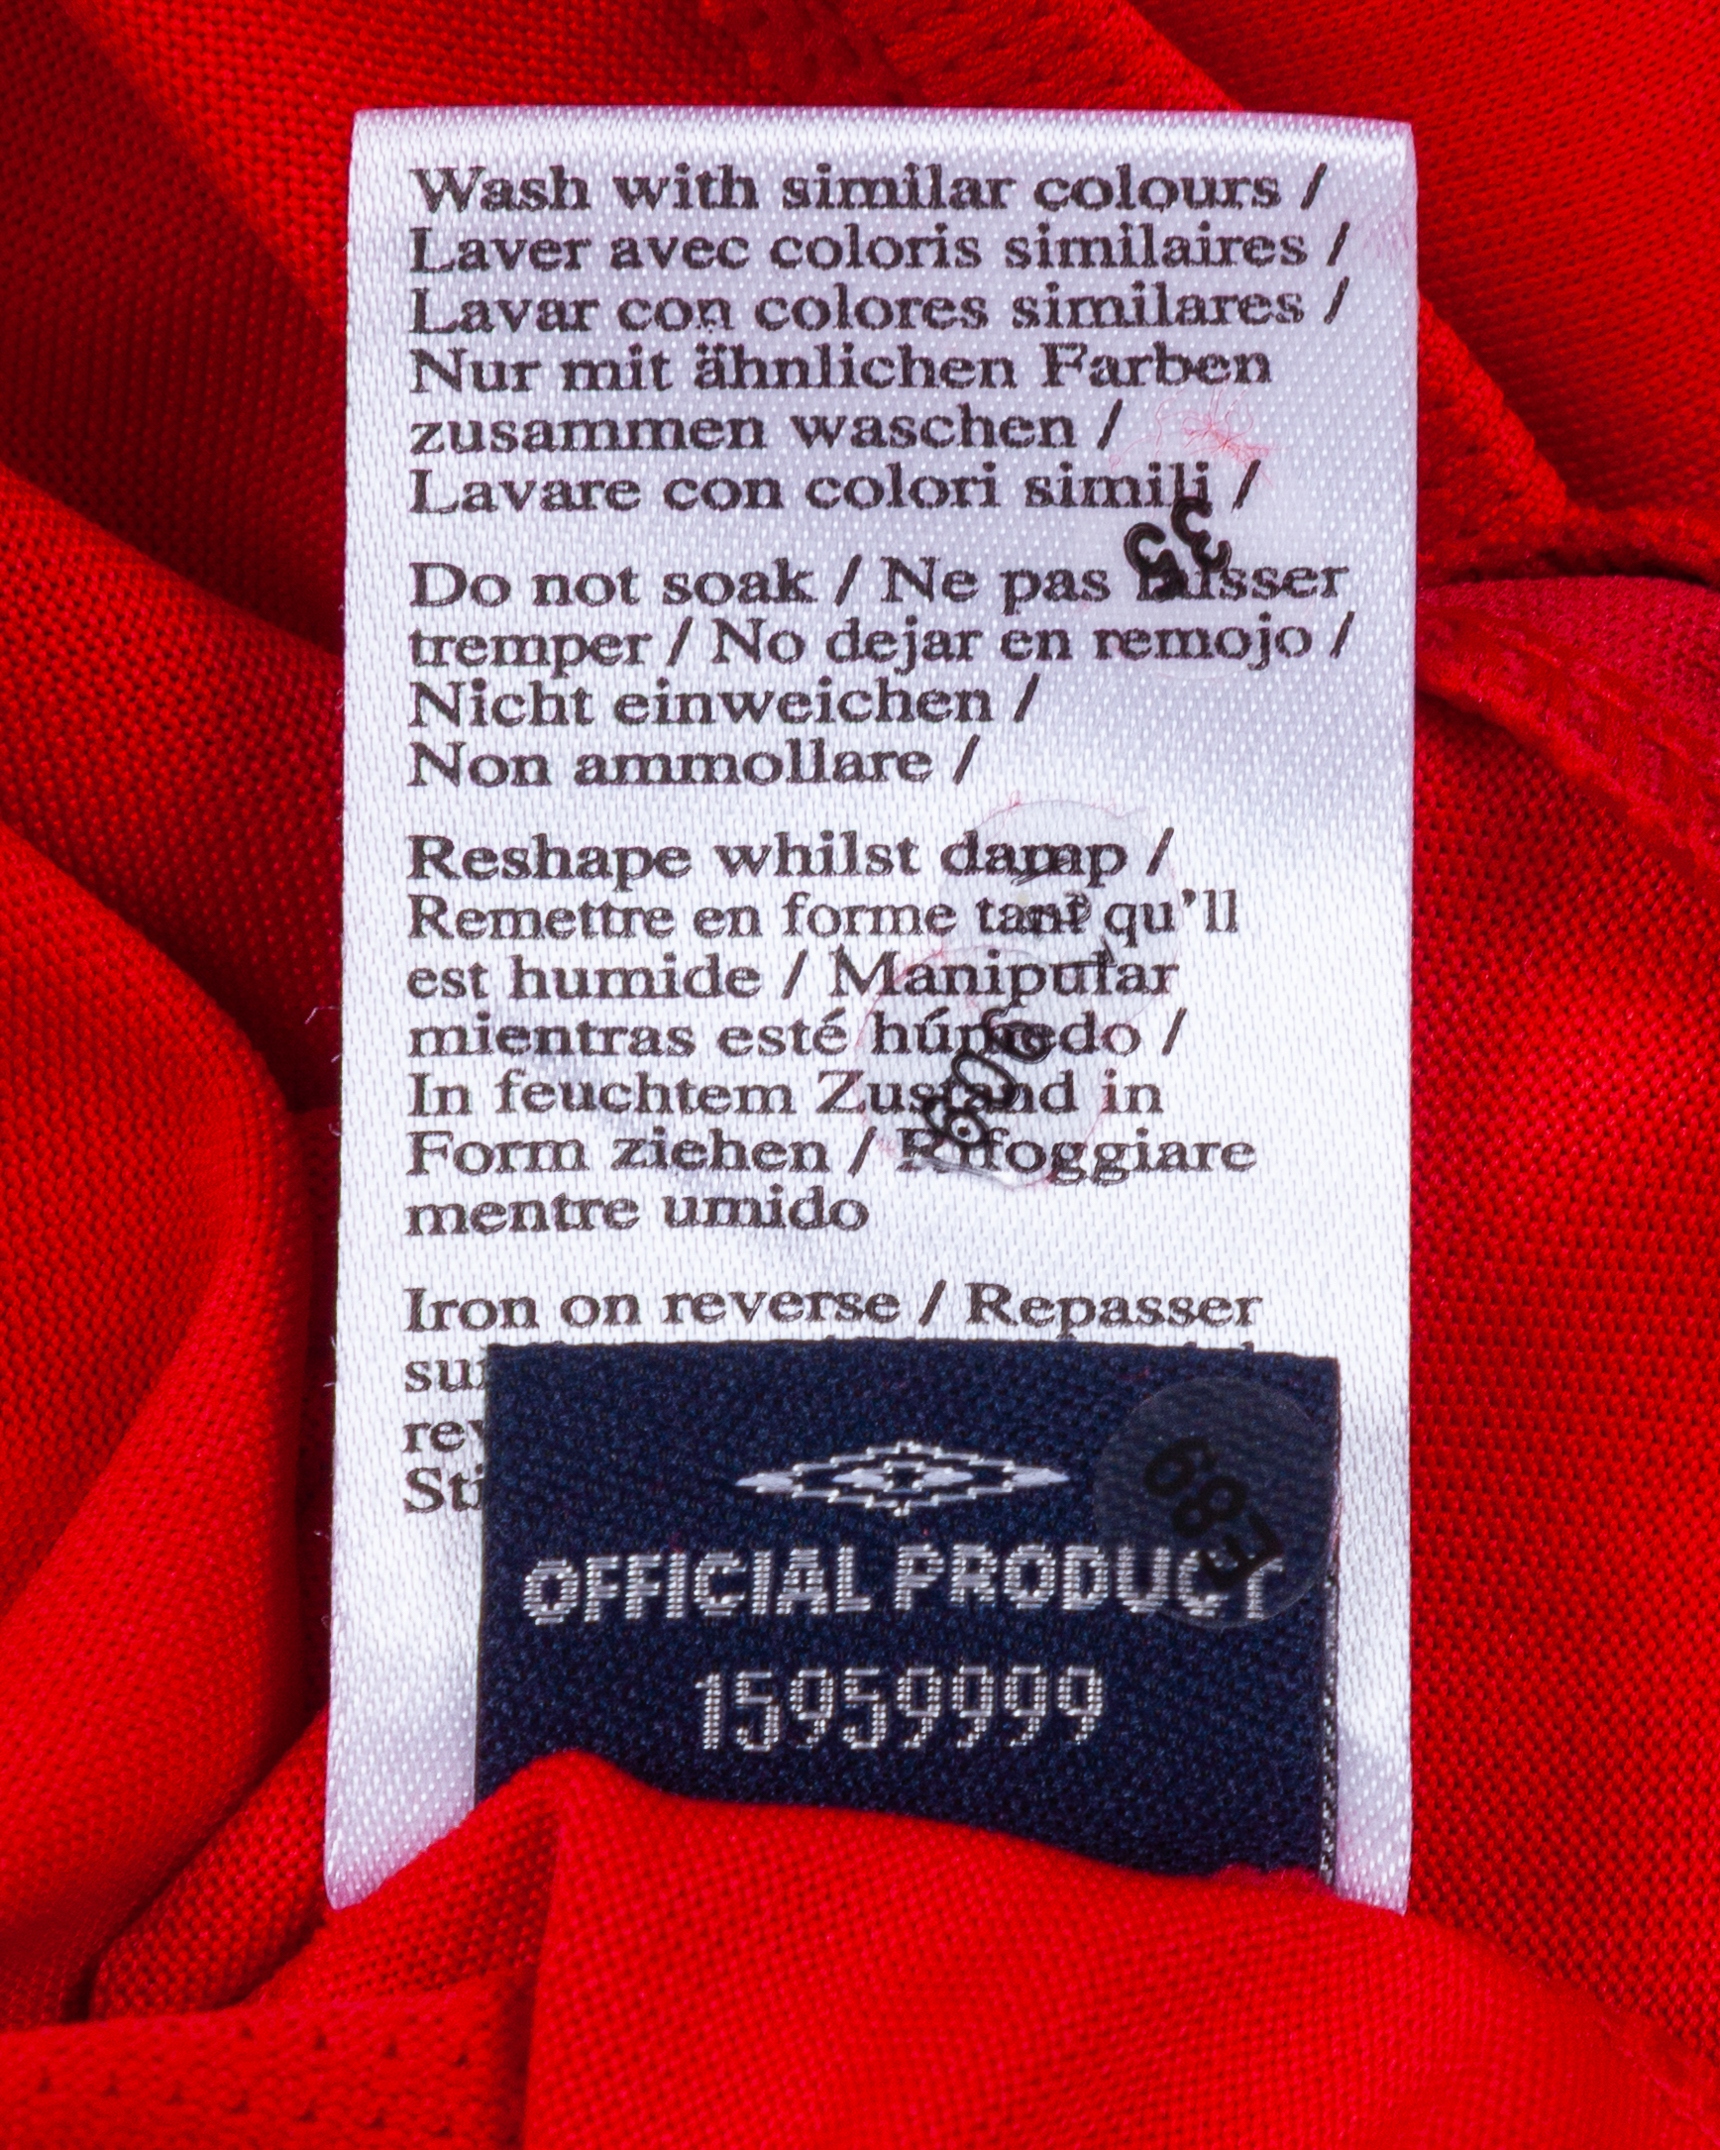 Wash with similar colours /
Laver avec coloris similaires /
Lavar con colores similares /
Nur mit ähnlichen Farben
zusammen waschen /
Lavare con colori simili /
35
Do not soak / Ne pas laisser
tremper / No dejar en remojo /
Nicht einweichen /
Non ammollare /
Reshape whilst damp /
Remettre en forme tant qu'll
est humide / Manipular
mientras esté húmedo /
In feuchtem Zustand in
Form ziehen / Rifoggiare
mentre umido
Iron on reverse / Repasser
OFFICIAL PRODUCT
15959999